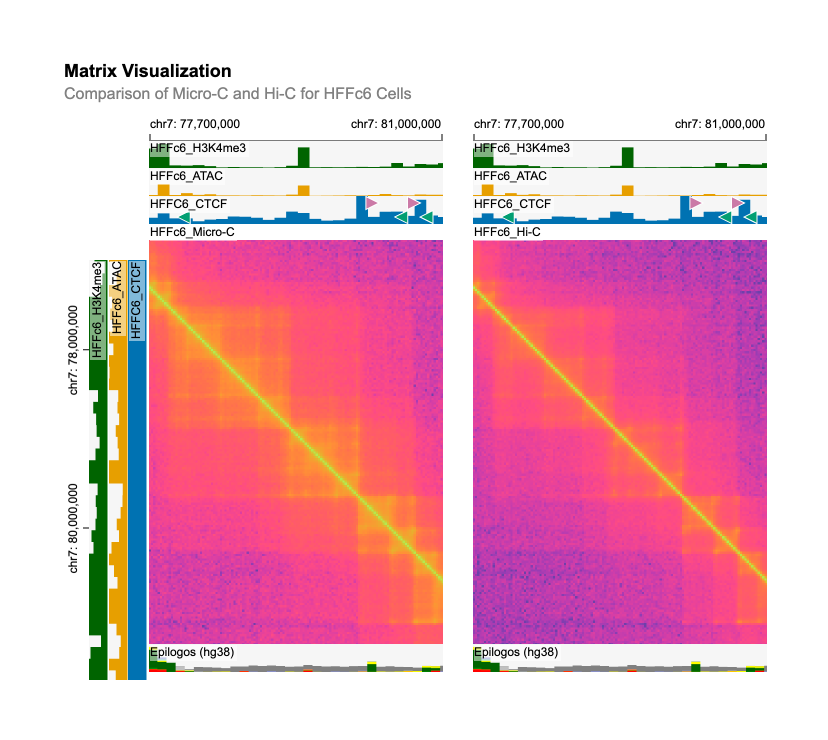 Matrix Visualization
Comparison of Micro-C and Hi-C for HFFc6 Cells
chr7: 77,700,000
chr7: 81,000,000
HFFc6_H3K4me3
HFFc6_ATAC
HFFC6_CTCF
HFFc6_Micro-C
chr7: 77,700,000
chr7: 81,000,000
HFFc6_H3K4me3
HFFc6_ATAC
HFFC6_CTCF
HFFc6_Hi-C
chr7: 78,000,000
chr7: 80,000,000
HFFc6_H3K4me3
HFFc6_ATAC
HFFC6_CTCF
Epilogos (hg38)
Epilogos (hg38)